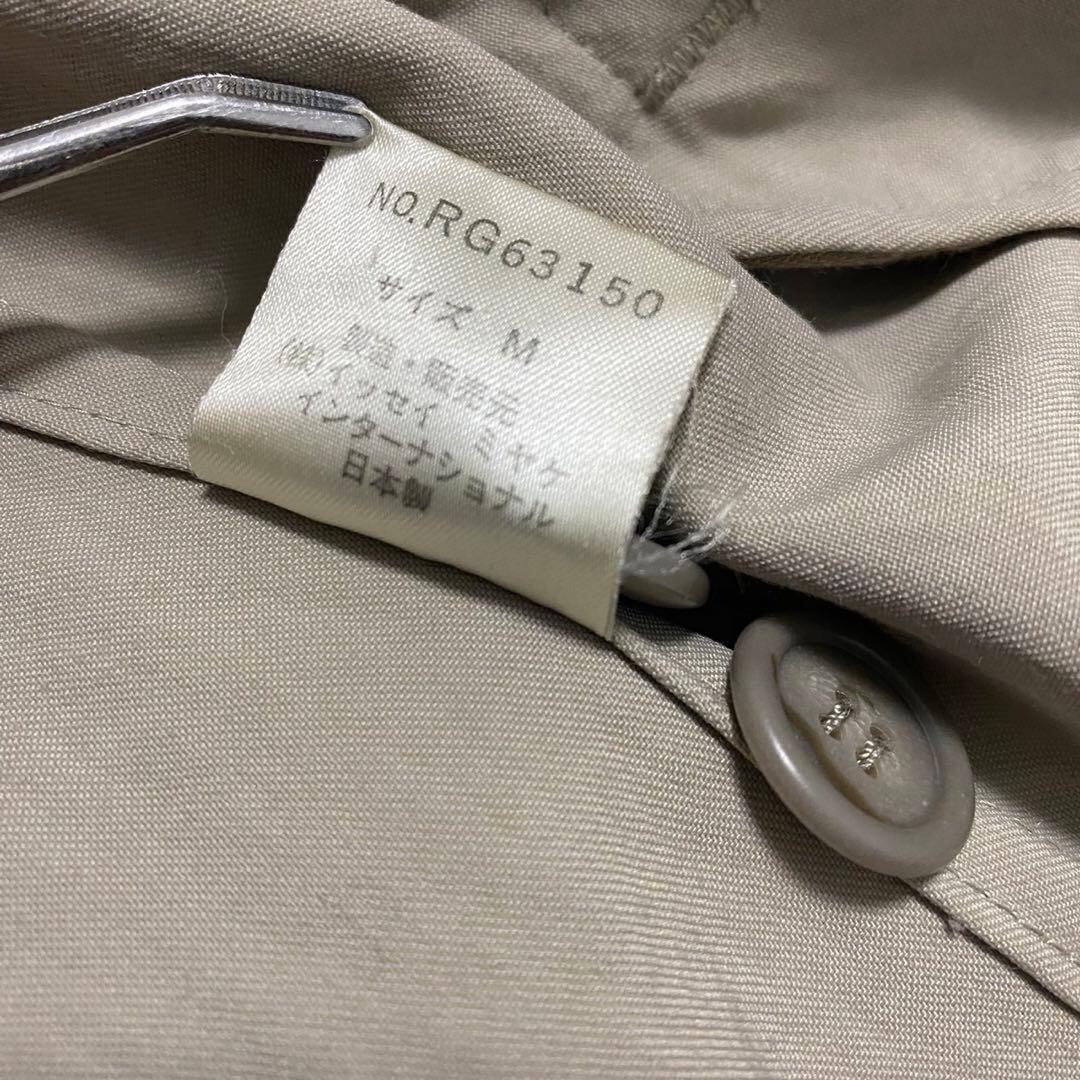 NO.RG63150
サイズ M
製造・販売元
(株)イッセイ ミヤケ
インターナショナル
日本製